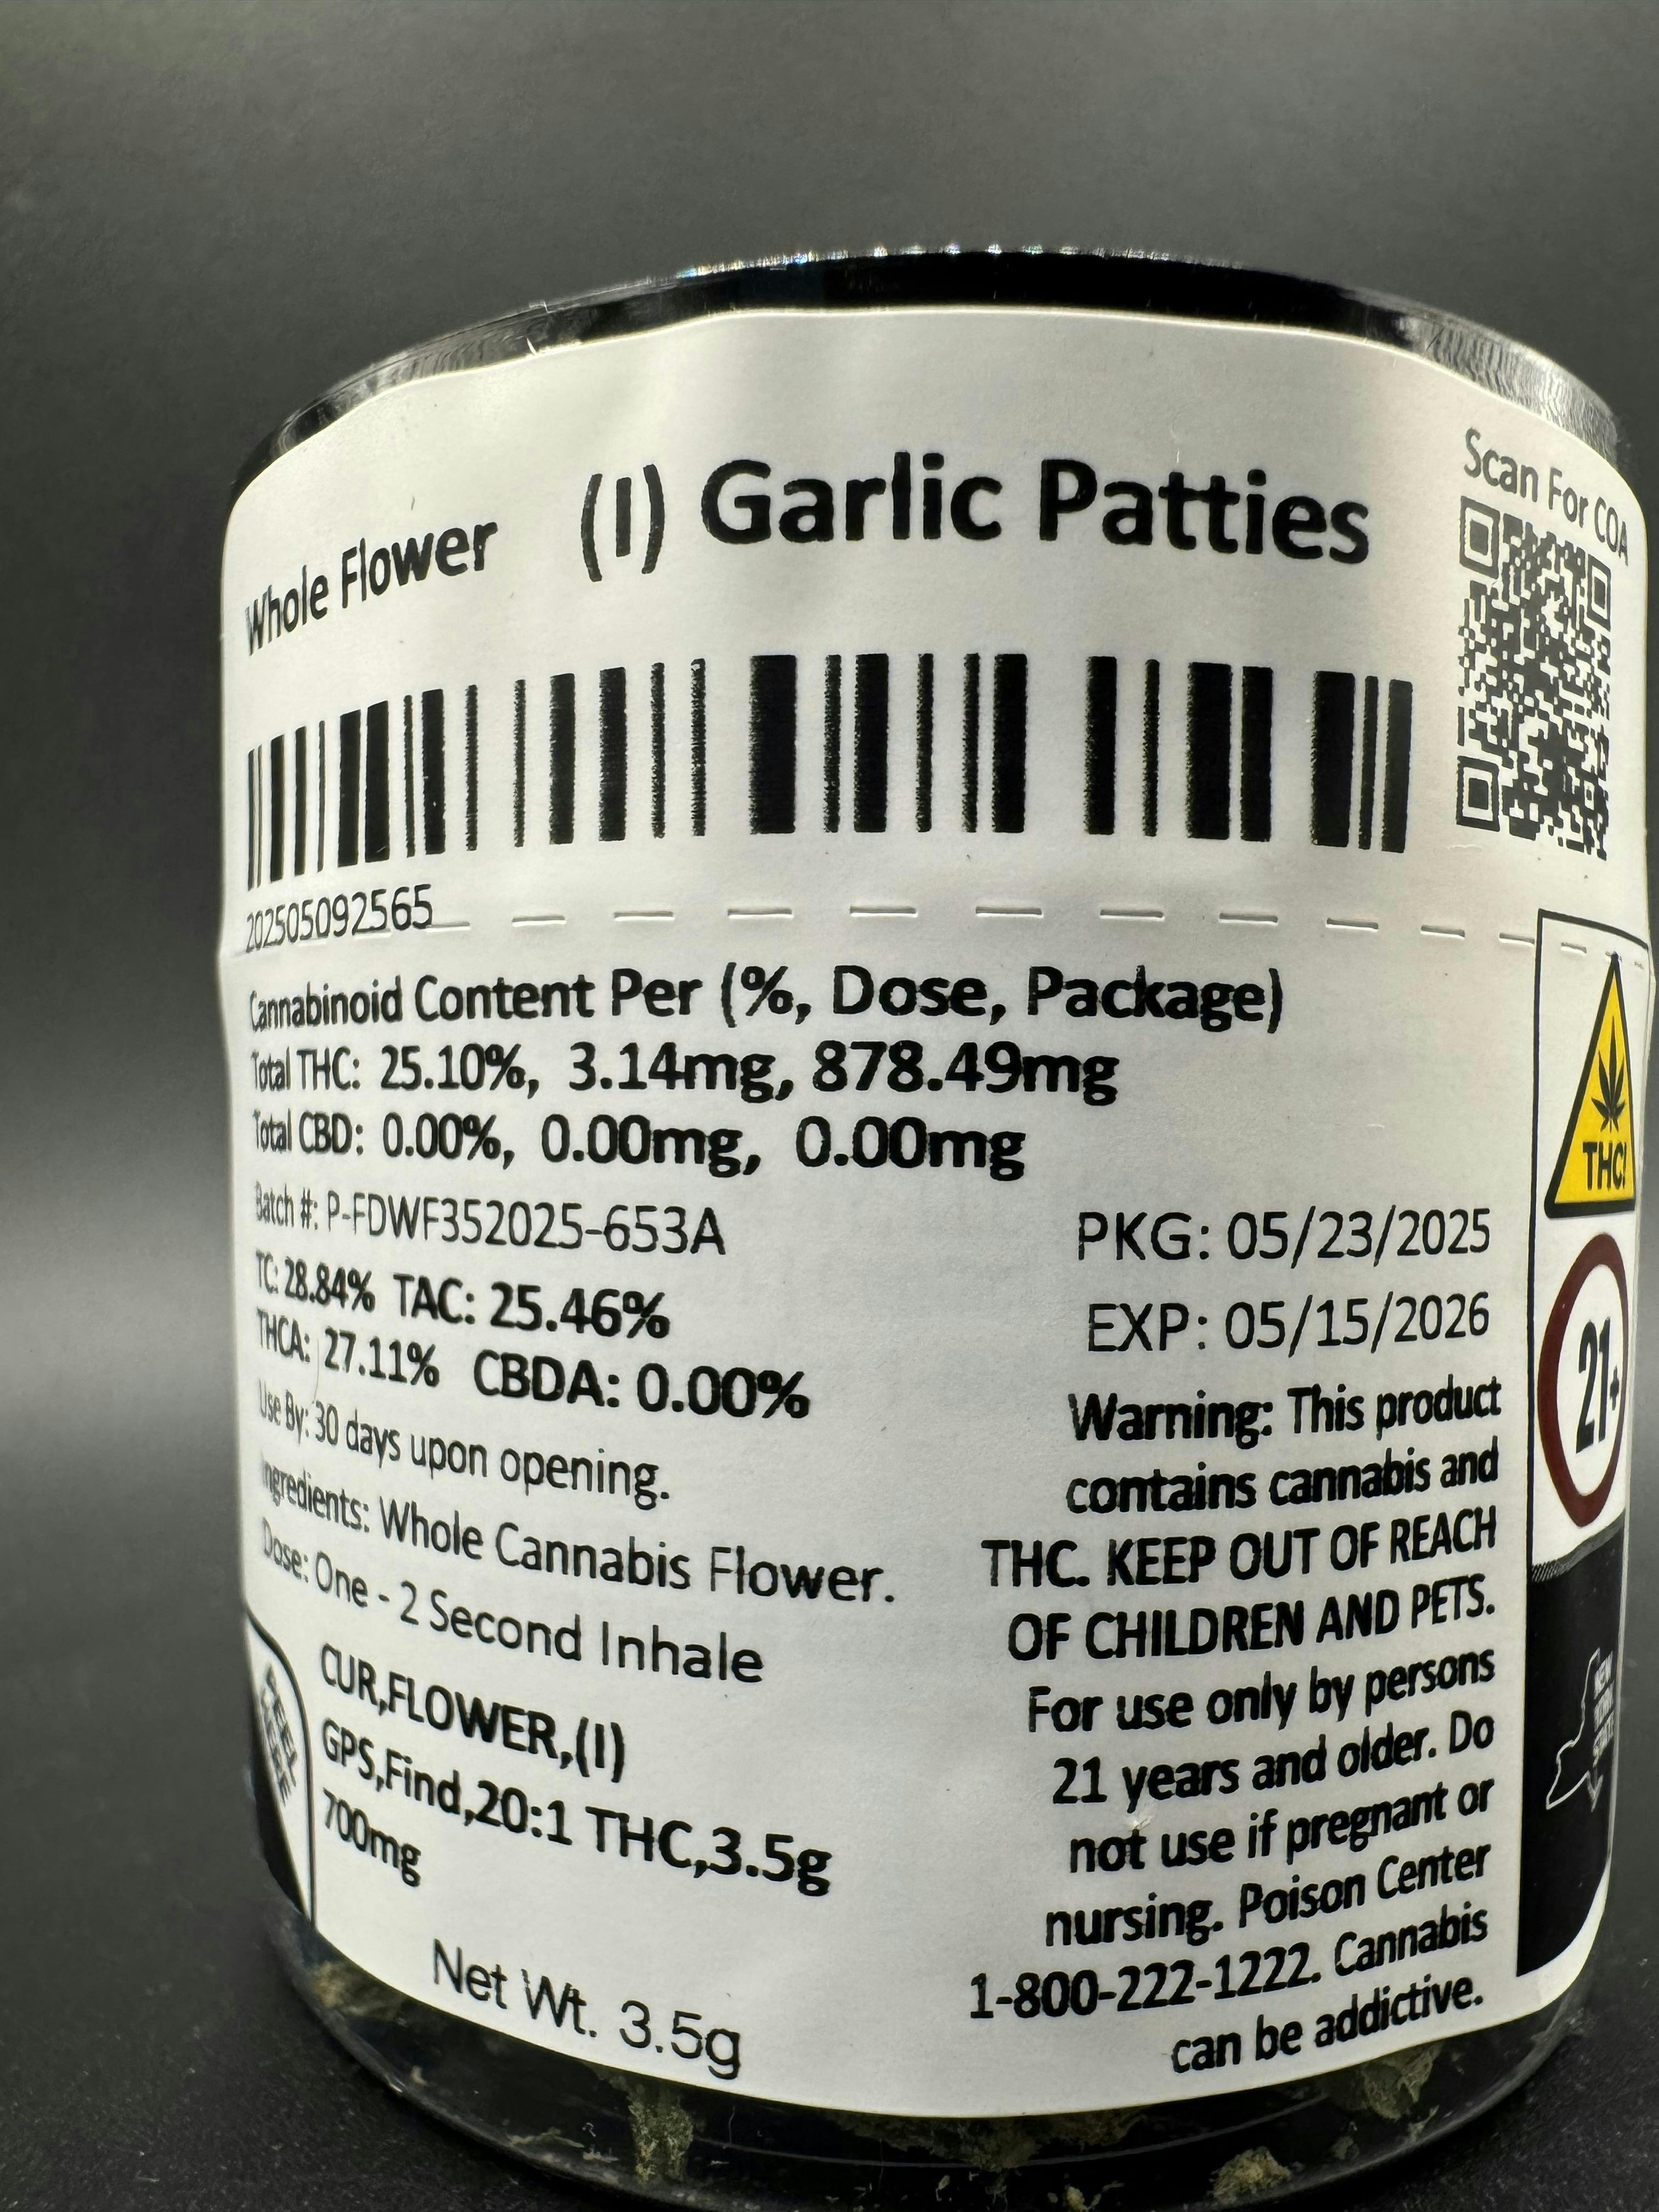 Whole Flower (I) Garlic Patties
Scan For COA
202505092565
Cannabinoid Content Per (%, Dose, Package)
Total THC: 25.10%, 3.14mg, 878.49mg
Total CBD: 0.00%, 0.00mg, 0.00mg
Batch #: P-FDWF352025-653A
TC: 28.84% TAC: 25.46%
THCA: 27.11% CBDA: 0.00%
Use By: 30 days upon opening.
Ingredients: Whole Cannabis Flower.
Dose: One - 2 Second Inhale
PEEL
HERE
CUR,FLOWER,(I)
GPS,Find,20:1 THC,3.5g
700mg
Net Wt. 3.5g
PKG: 05/23/2025
EXP: 05/15/2026
Warning: This product
contains cannabis and
THC. KEEP OUT OF REACH
OF CHILDREN AND PETS.
For use only by persons
21 years and older. Do
not use if pregnant or
nursing. Poison Center
1-800-222-1222. Cannabis
can be addictive.
THC!
21+
NEW
YORK
STATE